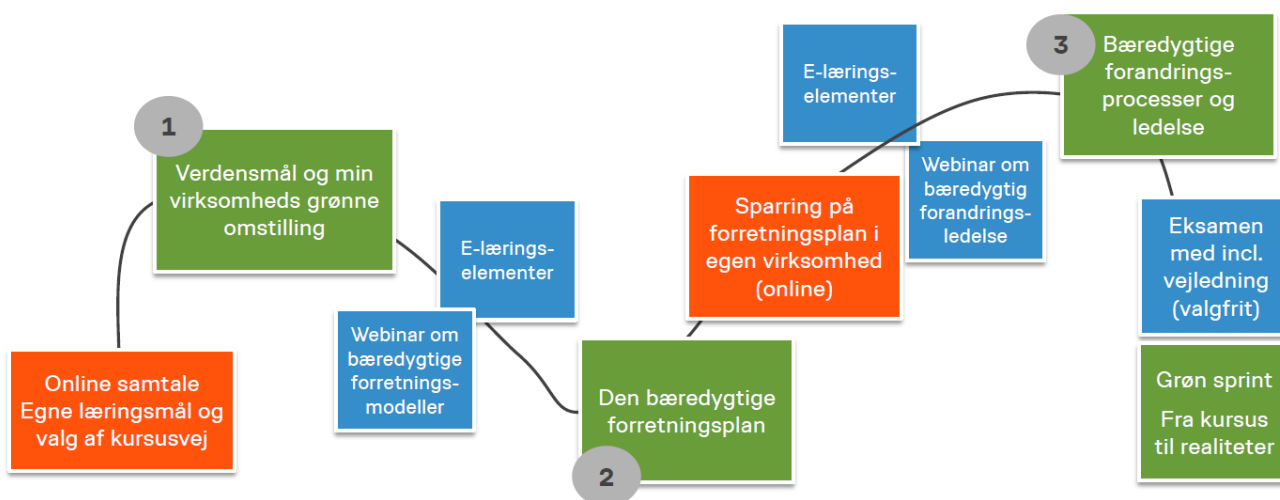 Online samtale
Egne læringsmål og
valg af kursusvej
1
Verdensmål og min
virksomheds grønne
omstilling
E-lærings-
elementer
Webinar om
bæredygtige
forretnings-
modeller
Den bæredygtige
forretningsplan
2
Sparring på
forretningsplan i
egen virksomhed
(online)
E-lærings-
elementer
Webinar om
bæredygtig
forandrings-
ledelse
3
Bæredygtige
forandrings-
processer og
ledelse
Eksamen
med incl.
vejledning
(valgfrit)
Grøn sprint
Fra kursus
til realiteter